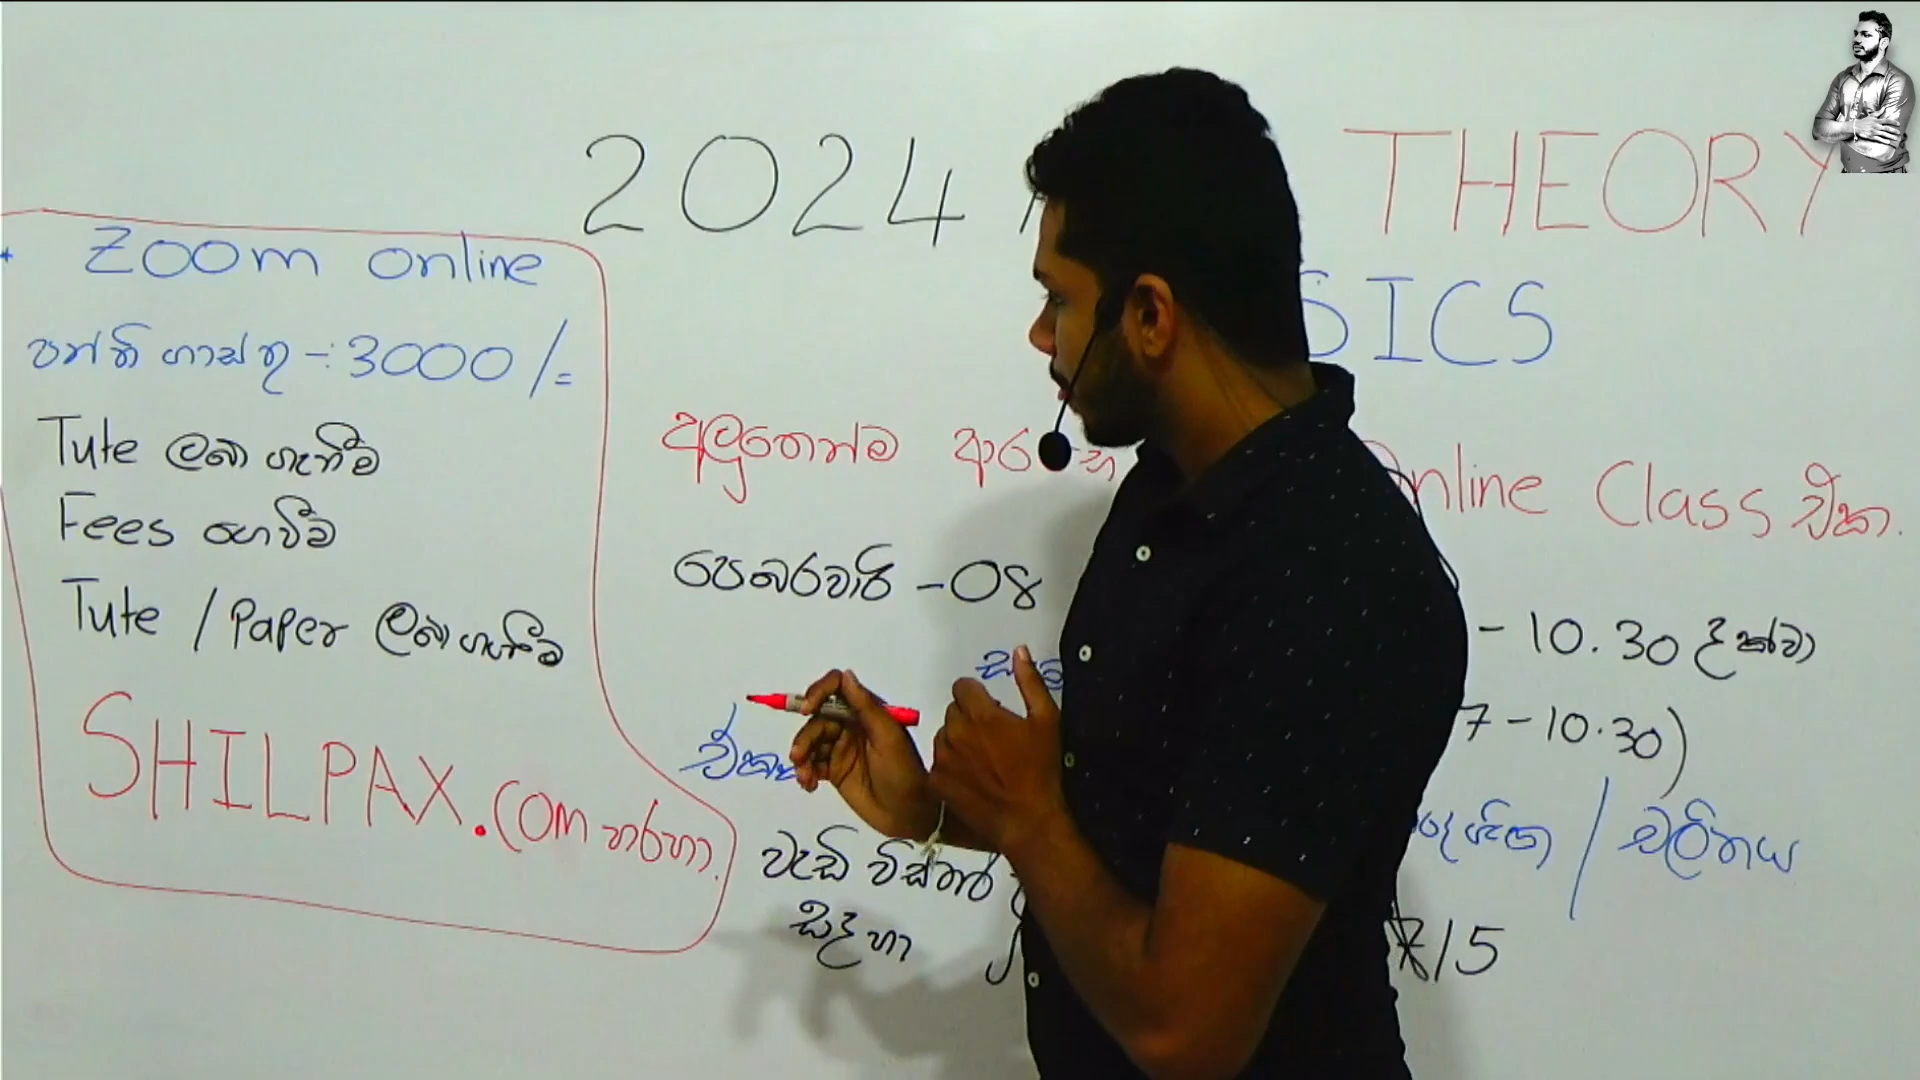 2024 THEORY
SICS
Zoom online
පන්ති ගාස්තු -: 3000/=
Tute ලබා ගැනීම
Fees ගෙවීම
Tute / Paper ලබා ගැනීම
SHILPAX.com හරහා.
අලුතෙන්ම Online Class එක.
පෙබරවාරි - 08 - 10.30 දක්වා
7 - 10.30)
/ චලිතය
වැඩි විස්තර
සඳහා /5